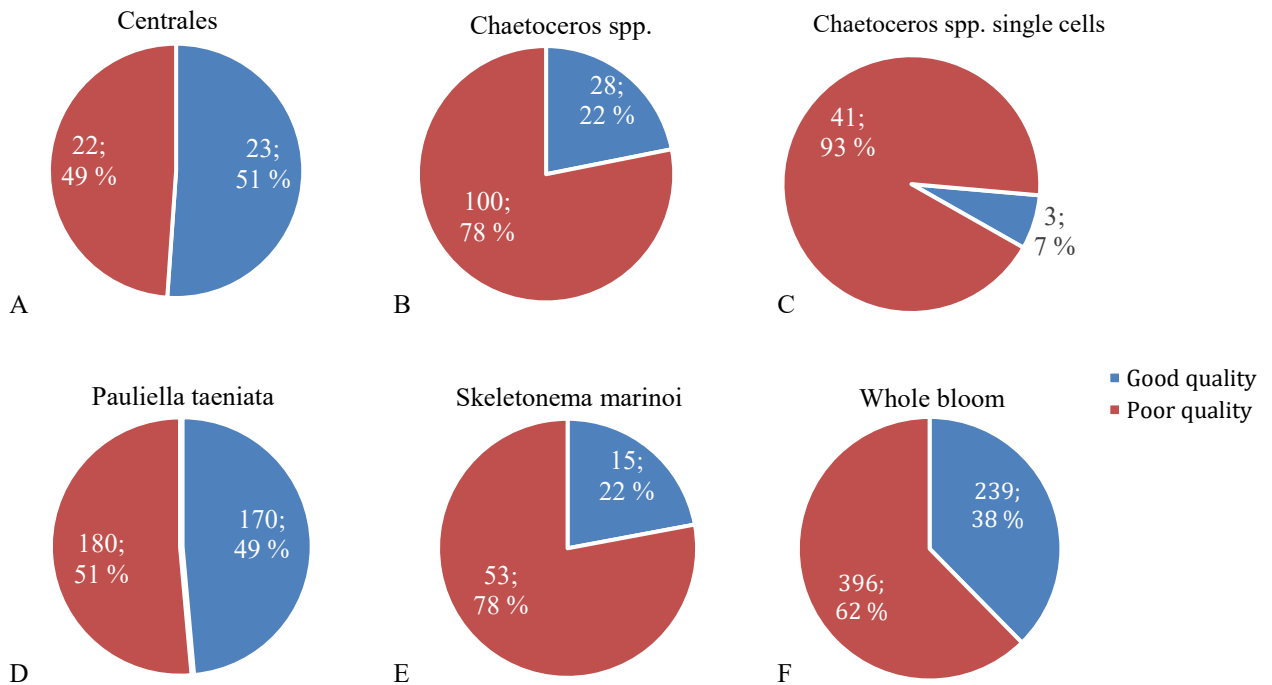 Centrales
22;
49 %
23;
51 %
A
Chaetoceros spp.
28;
22 %
100;
78 %
B
Chaetoceros spp. single cells
41;
93 %
3;
7 %
C
Pauliella taeniata
180;
51 %
170;
49 %
D
Skeletonema marinoi
15;
22 %
53;
78 %
E
Whole bloom
239;
38 %
396;
62 %
F
Good quality
Poor quality